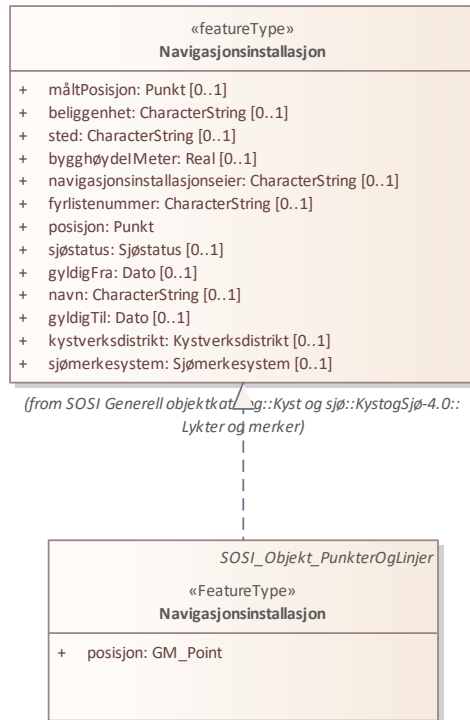 «featureType»
Navigasjonsinstallasjon
+ måltPosisjon: Punkt [0..1]
+ beliggenhet: CharacterString [0..1]
+ sted: CharacterString [0..1]
+ bygghøydeIMeter: Real [0..1]
+ navigasjonsinstallasjonseier: CharacterString [0..1]
+ fyrlistenummer: CharacterString [0..1]
+ posisjon: Punkt
+ sjøstatus: Sjøstatus [0..1]
+ gyldigFra: Dato [0..1]
+ navn: CharacterString [0..1]
+ gyldigTil: Dato [0..1]
+ kystverksdistrikt: Kystverksdistrikt [0..1]
+ sjømerkesystem: Sjømerkesystem [0..1]
(from SOSI Generell og sjø::KystogSjø-4.0::
Lykter og merker)
SOSI_Objekt_PunkterOgLinjer
«FeatureType»
Navigasjonsinstallasjon
+ posisjon: GM_Point